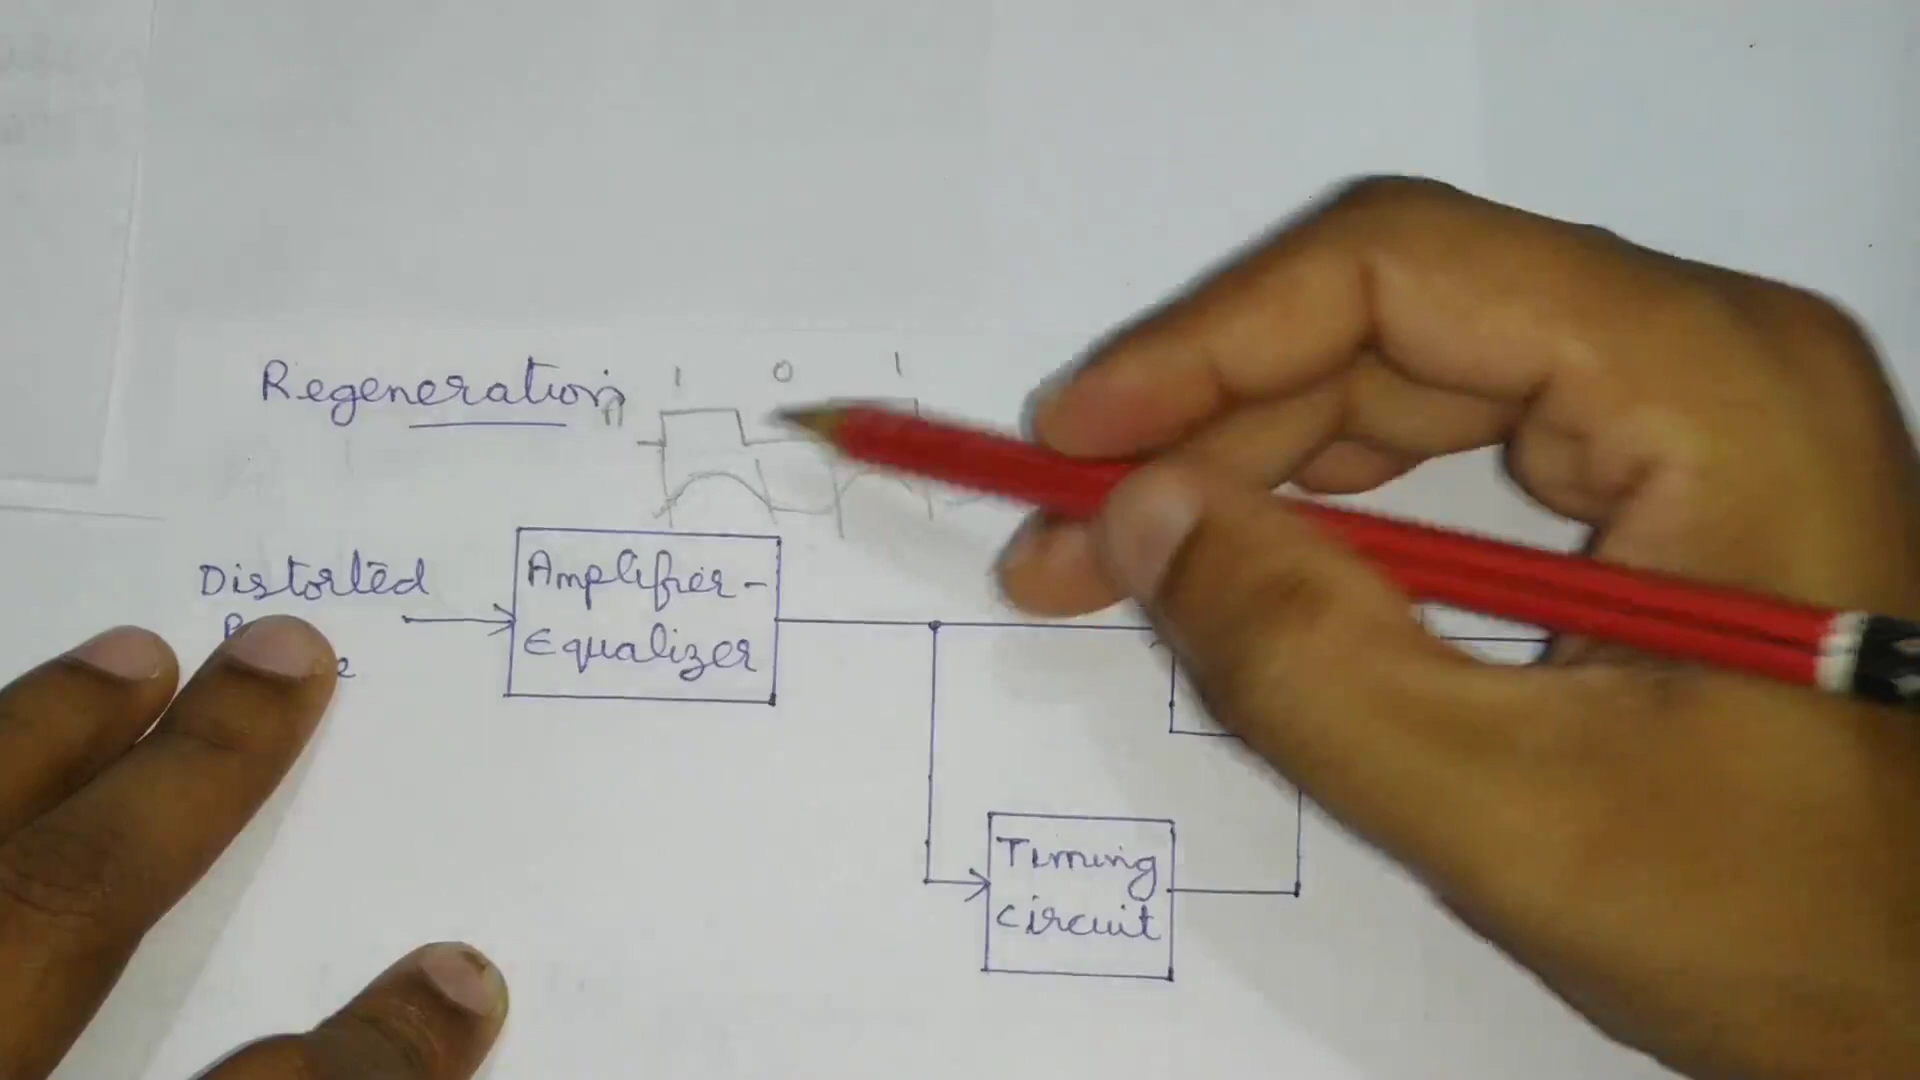 Regeneration
1 0 1
Distorted
Amplifier-
Equalizer
Timing
circuit